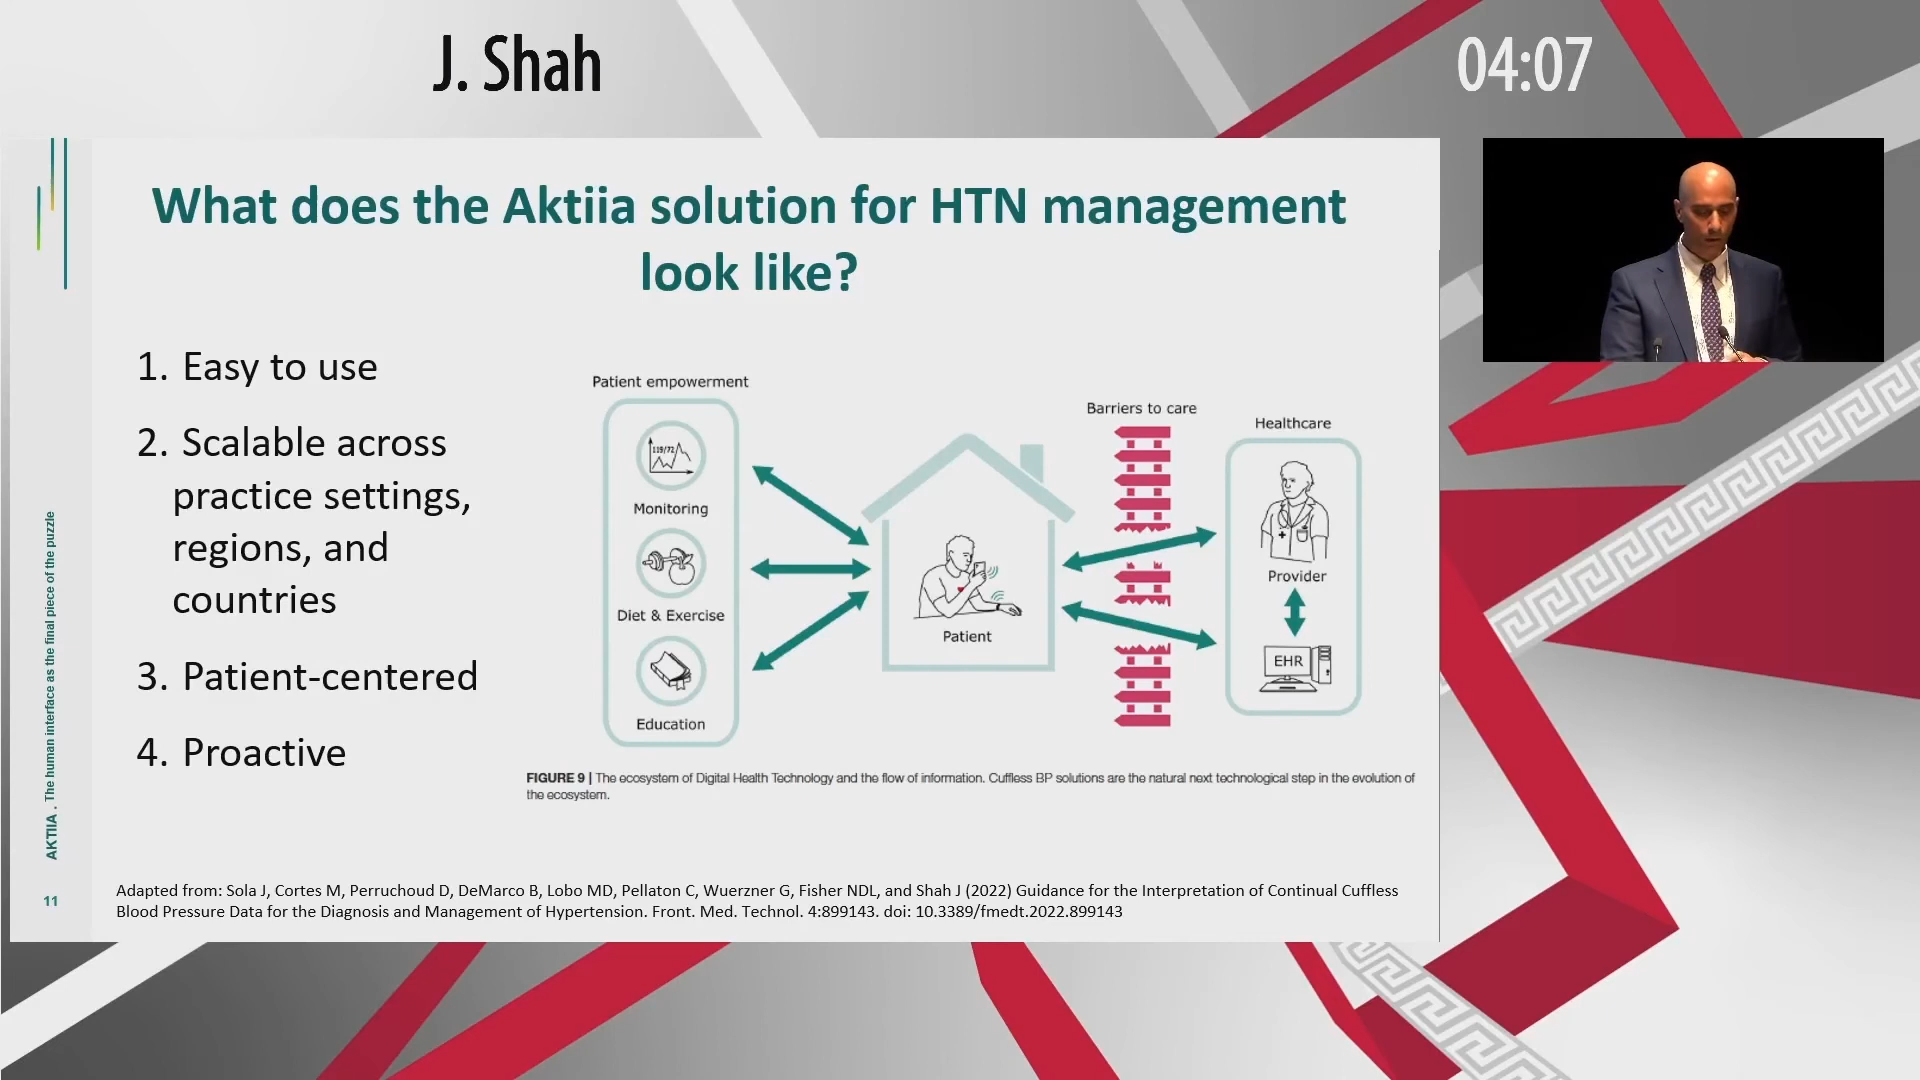 J. Shah
04:07
What does the Aktiia solution for HTN management
look like?
1. Easy to use
2. Scalable across
practice settings,
regions, and
countries
3. Patient-centered
4. Proactive
Patient empowerment
119/72
Monitoring
Diet & Exercise
Education
Patient
Barriers to care
Healthcare
Provider
EHR
FIGURE 9 | The ecosystem of Digital Health Technology and the flow of information. Cuffless BP solutions are the natural next technological step in the evolution of
the ecosystem.
Adapted from: Sola J, Cortes M, Perruchoud D, DeMarco B, Lobo MD, Pellaton C, Wuerzner G, Fisher NDL, and Shah J (2022) Guidance for the Interpretation of Continual Cuffless
Blood Pressure Data for the Diagnosis and Management of Hypertension. Front. Med. Technol. 4:899143. doi: 10.3389/fmedt.2022.899143
AKTIIA . The human interface as the final piece of the puzzle
11